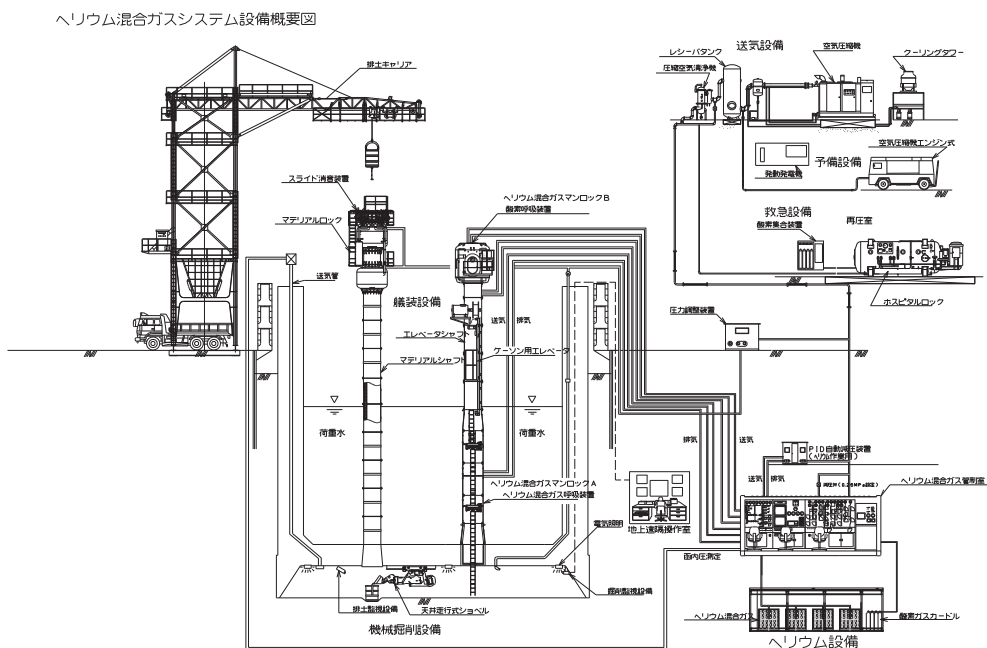 ヘリウム混合ガスシステム設備概要図
排土キャリア
スライド消音装置
マテリアルロック
送気管
艤装設備
エレベータシャフト
マテリアルシャフト
ケーソン用エレベータ
ヘリウム混合ガスマンロックB
酸素呼吸装置
送気
排気
荷重水
荷重水
ヘリウム混合ガスマンロックA
ヘリウム混合ガス呼吸装置
電気照明
掘削監視設備
排土監視設備
天井走行式ショベル
機械掘削設備
地上遠隔操作室
送気設備
レシーバタンク
空気圧縮機
クーリングタワー
圧縮空気清浄機
空気圧縮機エンジン式
予備設備
発動発電機
救急設備
酸素集合装置
再圧室
ホスピタルロック
圧力調整装置
排気
送気
PID自動減圧装置
(ヘリウム作業用)
送気
排気
ヘリウム混合ガス管制室
函内圧測定
ヘリウム混合ガス
酸素ガスカードル
ヘリウム設備